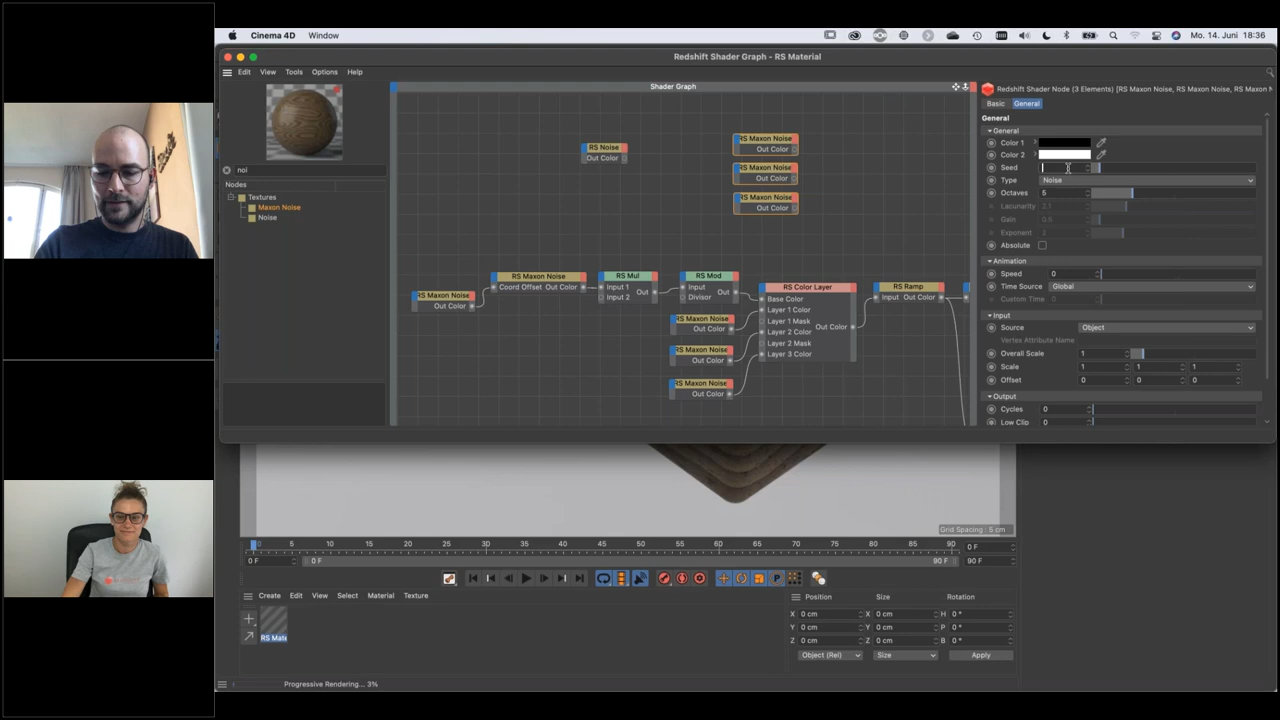 Cinema 4D Window
Mo. 14. Juni 18:36
Redshift Shader Graph - RS Material
Edit View Tools Options Help
noi
Nodes
Textures
Maxon Noise
Noise
Shader Graph
RS Noise
Out Color
RS Maxon Noise
Out Color
RS Maxon Noise
Out Color
RS Maxon Noise
Out Color
RS Maxon Noise
Out Color
RS Maxon Noise
Coord Offset Out Color
RS Mul
Input 1
Input 2
Out
RS Mod
Input
Divisor
Out
RS Maxon Noise
Out Color
RS Maxon Noise
Out Color
RS Maxon Noise
Out Color
RS Color Layer
Base Color
Layer 1 Color
Layer 1 Mask
Layer 2 Color
Layer 2 Mask
Layer 3 Color
Out Color
RS Ramp
Input Out Color
Redshift Shader Node (3 Elements) [RS Maxon Noise, RS Maxon Noise, RS Maxon N
Basic General
General
General
Color 1
Color 2
Seed
Type Noise
Octaves 5
Lacunarity 2.1
Gain 0.5
Exponent 2
Absolute
Animation
Speed 0
Time Source Global
Custom Time 0
Input
Source Object
Vertex Attribute Name
Overall Scale 1
Scale 1 1 1
Offset 0 0 0
Output
Cycles 0
Low Clip 0
Grid Spacing : 5 cm
0 5 10 15 20 25 30 35 40 45 50 55 60 65 70 75 80 85 90
0 F
0 F 0 F 90 F 90 F
Create Edit View Select Material Texture
RS Mate
Position Size Rotation
X 0 cm X 0 cm H 0 °
Y 0 cm Y 0 cm P 0 °
Z 0 cm Z 0 cm B 0 °
Object (Rel) Size Apply
Progressive Rendering... 3%